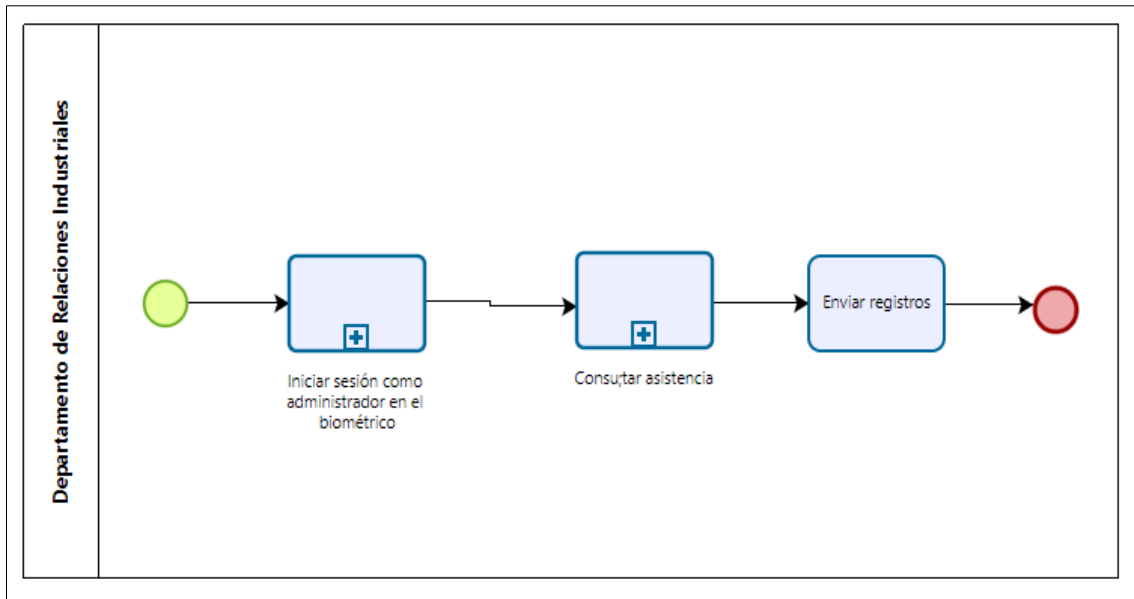 Departamento de Relaciones Industriales
Iniciar sesión como
administrador en el
biométrico
Consu;tar asistencia
Enviar registros